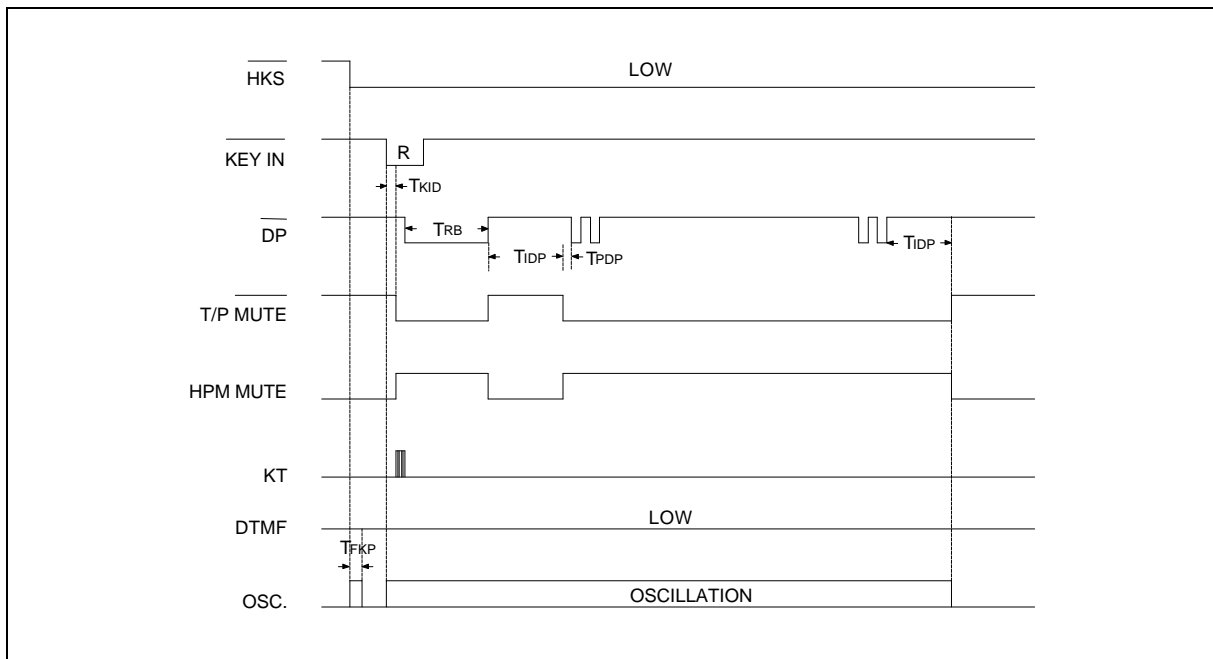 HKS
LOW
KEY IN
R
TKID
DP
TRB
TIDP
TPDP
TIDP
T/P MUTE
HPM MUTE
KT
DTMF
LOW
TFKP
OSC.
OSCILLATION